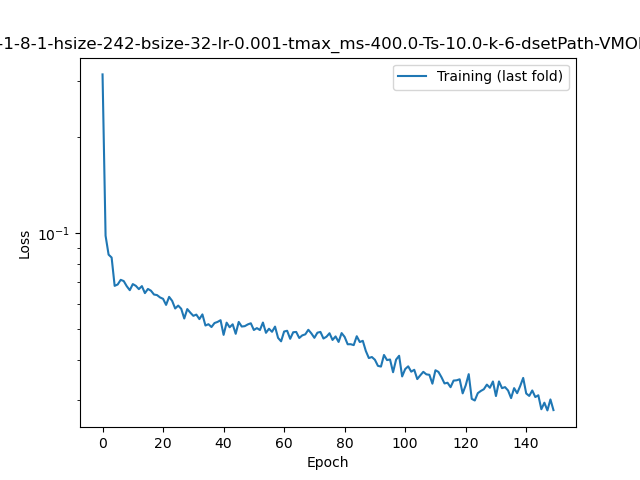 -1-8-1-hsize-242-bsize-32-lr-0.001-tmax_ms-400.0-Ts-10.0-k-6-dsetPath-VMO
Training (last fold)
Loss
10⁻¹
0 20 40 60 80 100 120 140
Epoch